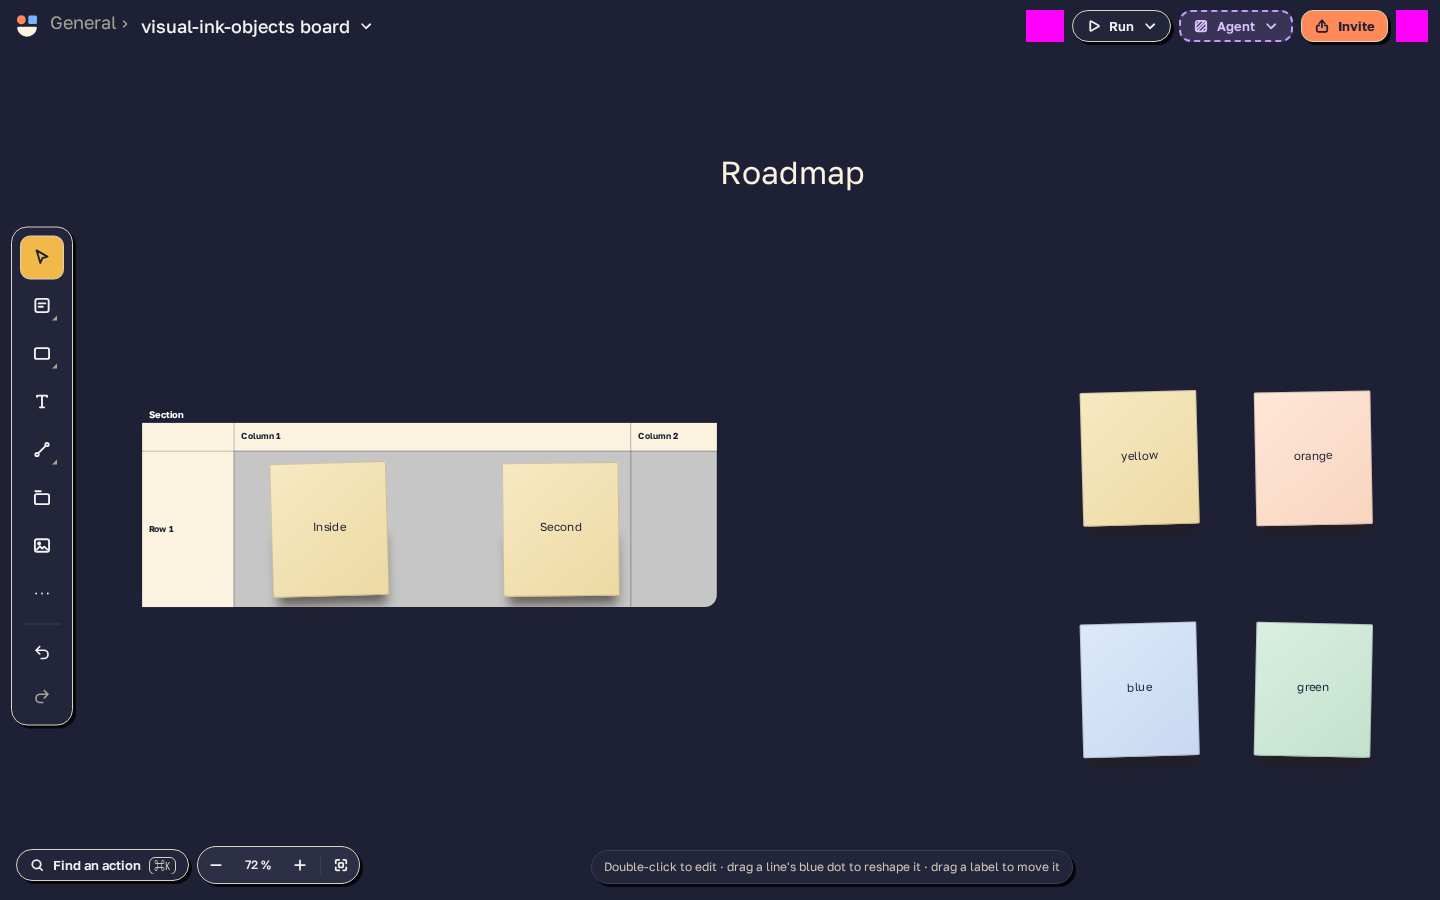 General ›
visual-ink-objects board
Run
Agent
Invite
Roadmap
Section
Column 1
Column 2
Row 1
Inside
Second
yellow
orange
blue
green
Find an action ⌘K
72 %
Double-click to edit · drag a line's blue dot to reshape it · drag a label to move it